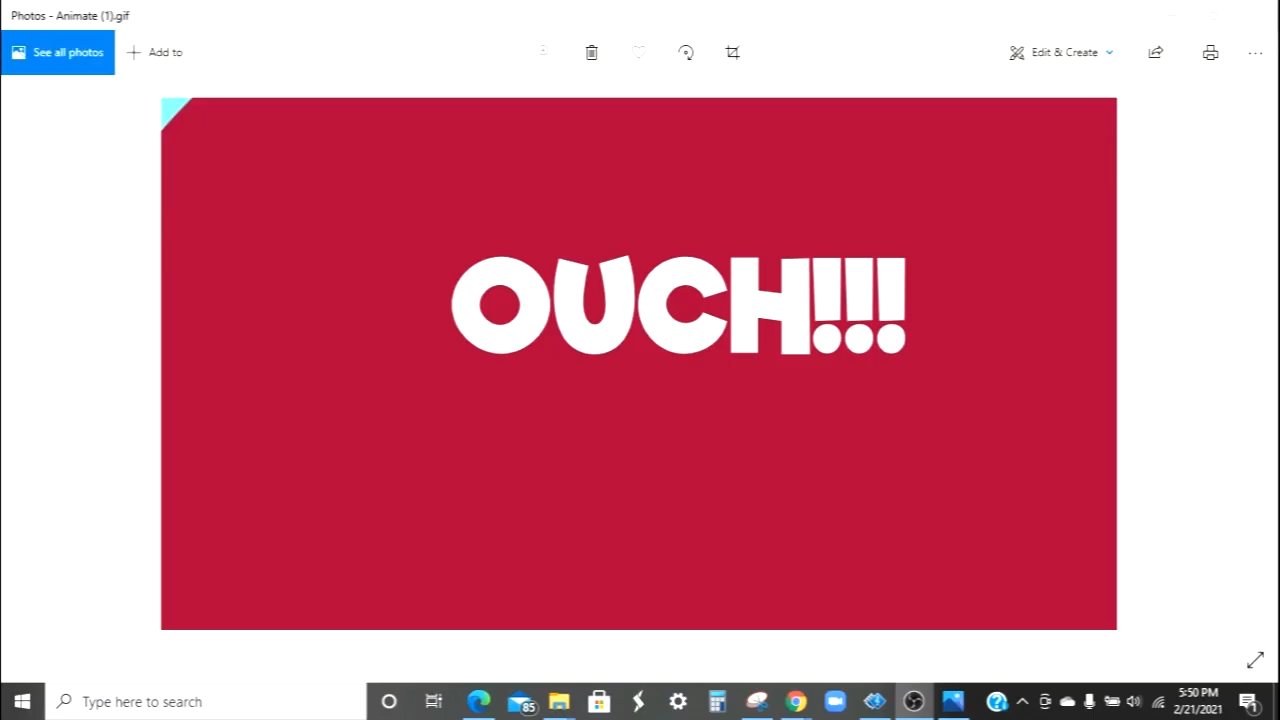 Photos - Animate (1).gif
See all photos
Add to
Edit & Create
OUCH!!!
Type here to search
85
5:50 PM
2/21/2021
1